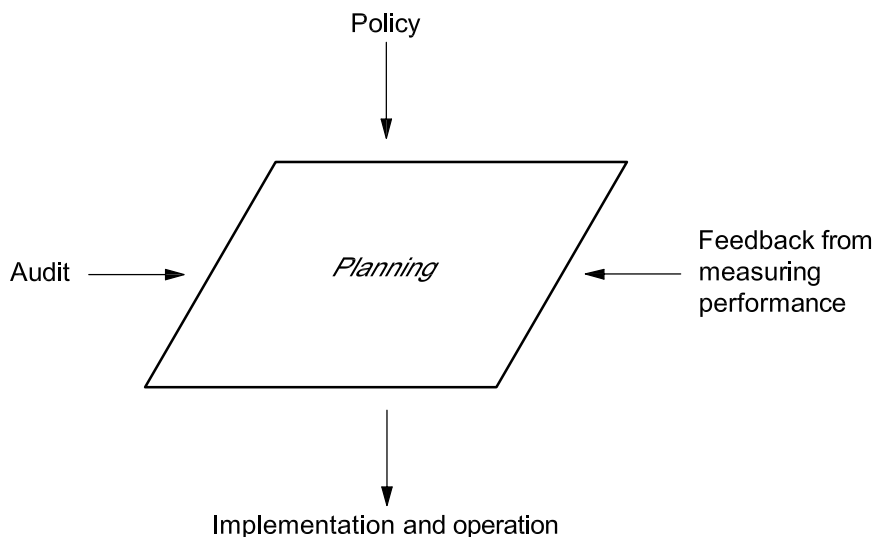 Policy
Audit
Planning
Feedback from
measuring
performance
Implementation and operation